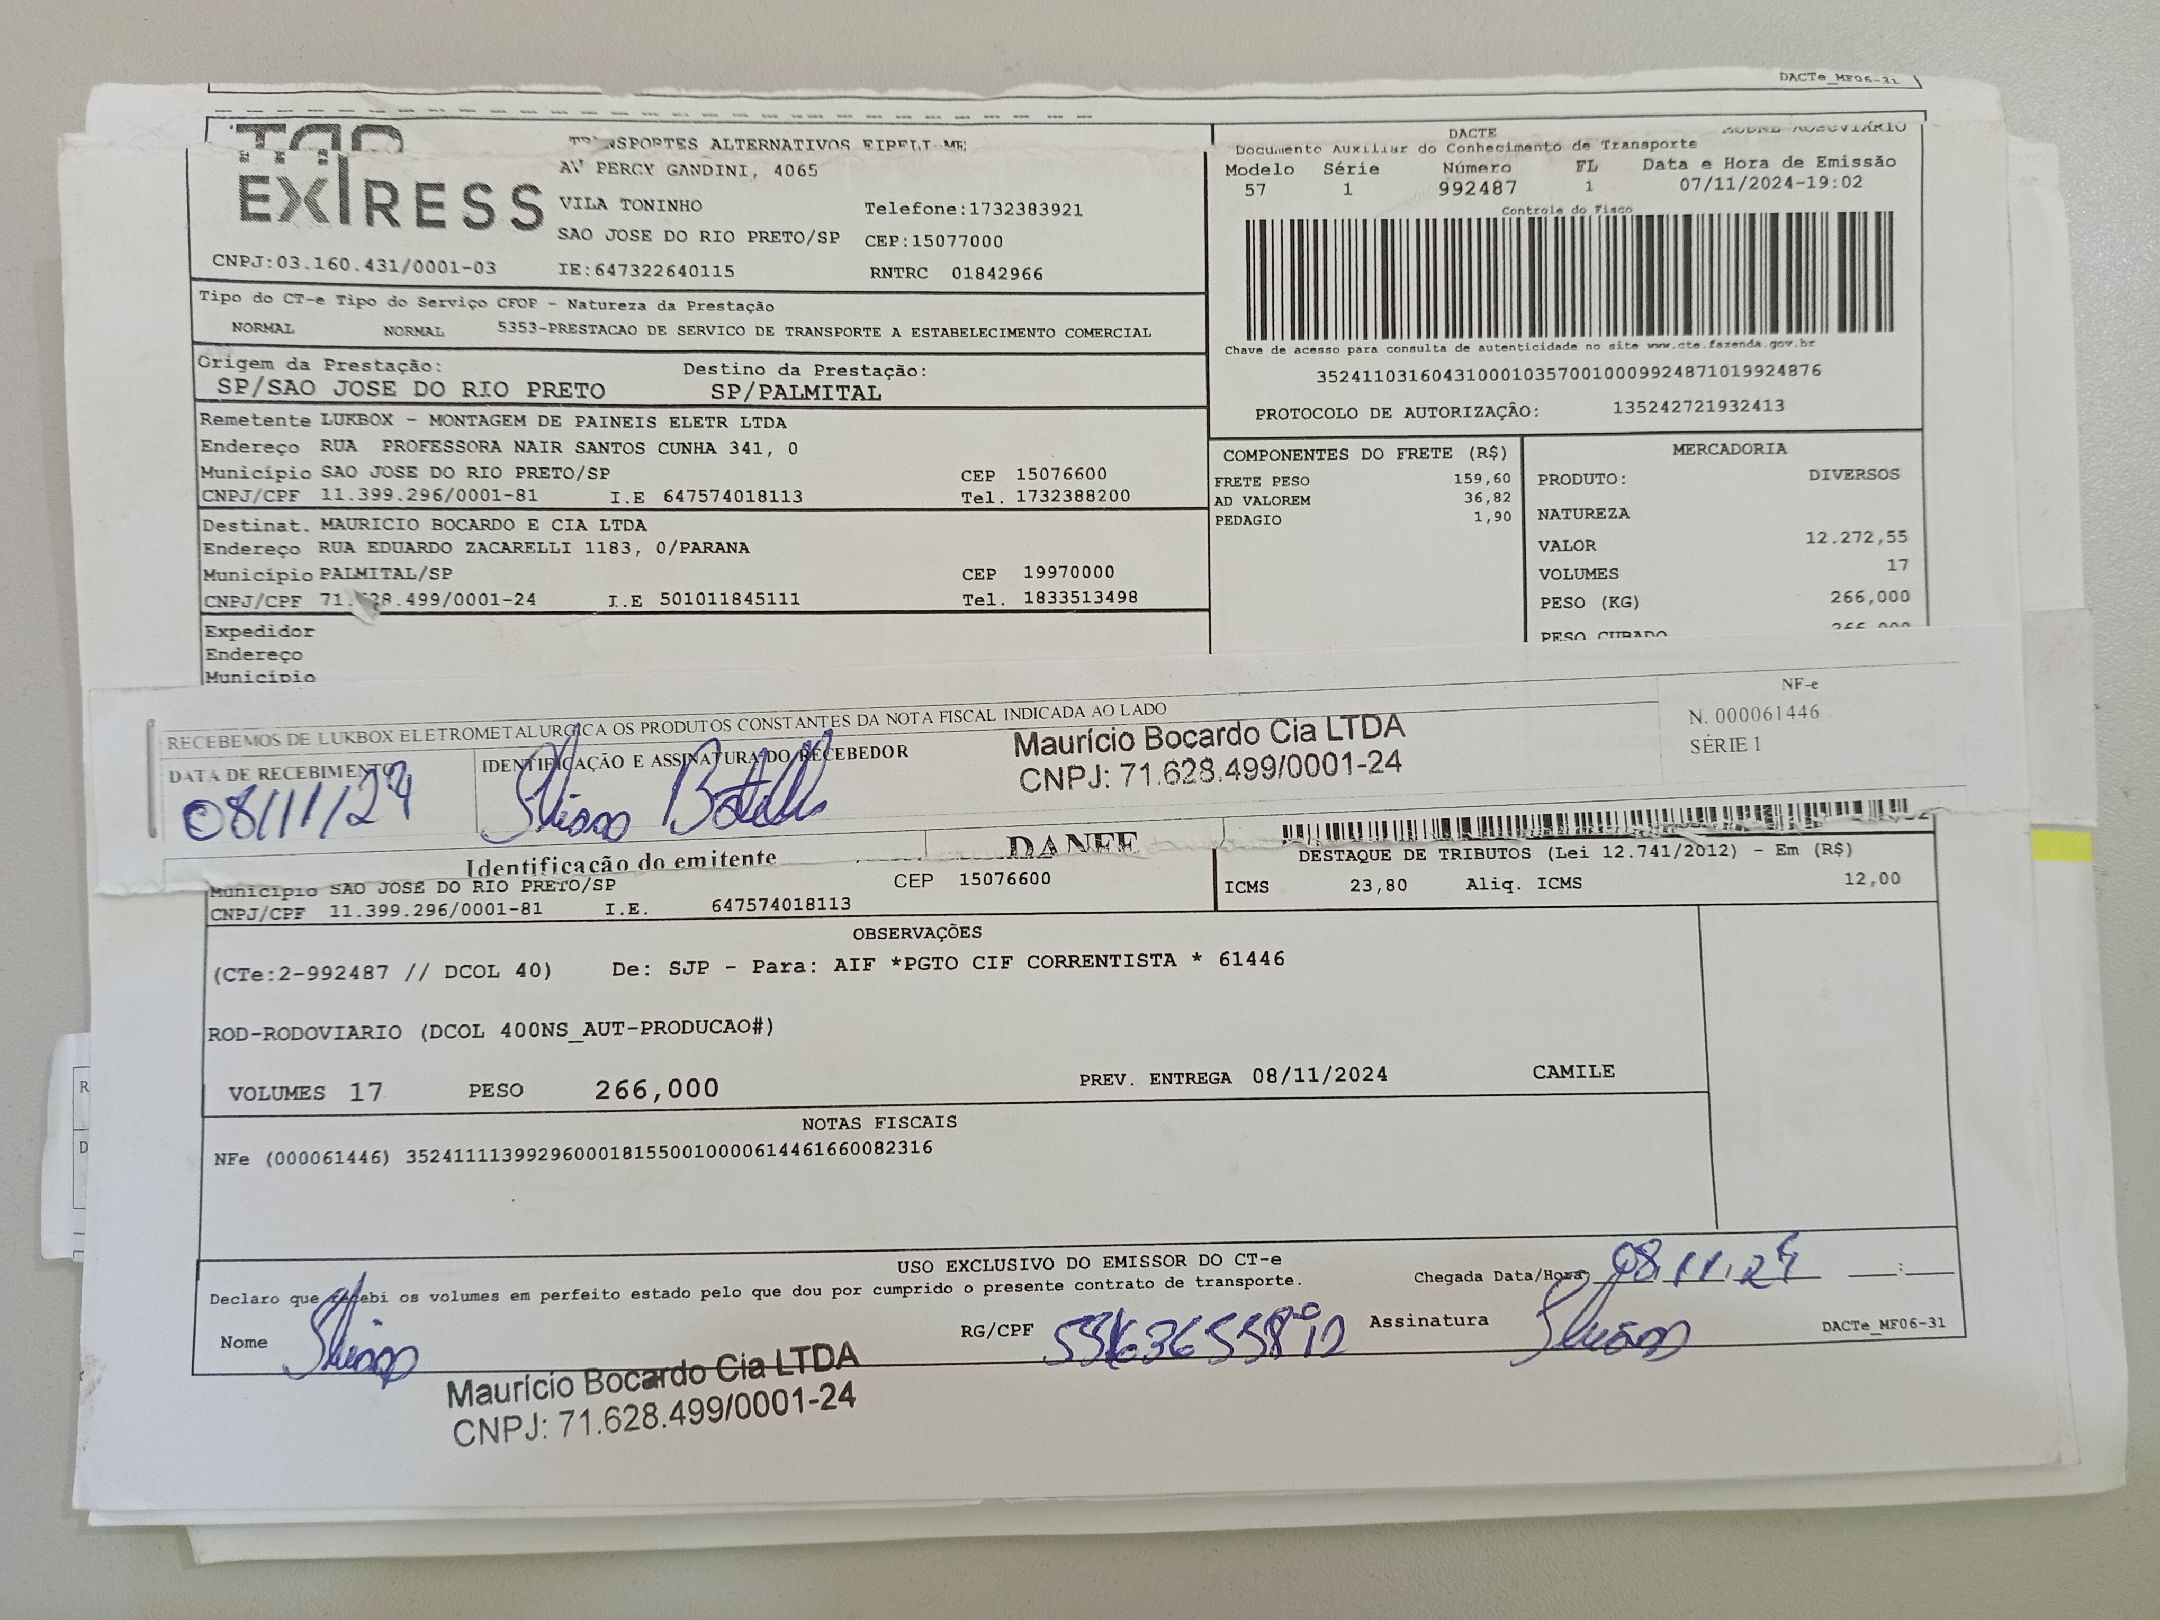 DACTe_MF06-31
EXPRESS
TRANSPORTES ALTERNATIVOS EIRELI ME
AV PERCY GANDINI, 4065
VILA TONINHO Telefone:1732383921
SAO JOSE DO RIO PRETO/SP CEP:15077000
CNPJ:03.160.431/0001-03 IE:647322640115 RNTRC 01842966
DACTE
Documento Auxiliar do Conhecimento de Transporte
Modelo Série Número FL Data e Hora de Emissão
57 1 992487 1 07/11/2024-19:02
Controle do Fisco
Chave de acesso para consulta de autenticidade no site www.cte.fazenda.gov.br
35241103160431000103570010009924871019924876
PROTOCOLO DE AUTORIZAÇÃO: 135242721932413
Tipo do CT-e Tipo do Serviço CFOP - Natureza da Prestação
NORMAL NORMAL 5353-PRESTACAO DE SERVICO DE TRANSPORTE A ESTABELECIMENTO COMERCIAL
Origem da Prestação: Destino da Prestação:
SP/SAO JOSE DO RIO PRETO SP/PALMITAL
Remetente LUKBOX - MONTAGEM DE PAINEIS ELETR LTDA
Endereço RUA PROFESSORA NAIR SANTOS CUNHA 341, 0
Município SAO JOSE DO RIO PRETO/SP CEP 15076600
CNPJ/CPF 11.399.296/0001-81 I.E 647574018113 Tel. 1732388200
Destinat. MAURICIO BOCARDO E CIA LTDA
Endereço RUA EDUARDO ZACARELLI 1183, 0/PARANA
Município PALMITAL/SP CEP 19970000
CNPJ/CPF 71.628.499/0001-24 I.E 501011845111 Tel. 1833513498
Expedidor
Endereço
Município
COMPONENTES DO FRETE (R$)
FRETE PESO 159,60
AD VALOREM 36,82
PEDAGIO 1,90
MERCADORIA
PRODUTO: DIVERSOS
NATUREZA
VALOR 12.272,55
VOLUMES 17
PESO (KG) 266,000
PESO CUBADO 266,000
RECEBEMOS DE LUKBOX ELETROMETALURGICA OS PRODUTOS CONSTANTES DA NOTA FISCAL INDICADA AO LADO
NF-e
N. 000061446
SÉRIE 1
DATA DE RECEBIMENTO IDENTIFICAÇÃO E ASSINATURA DO RECEBEDOR
08/11/24
Maurício Bocardo Cia LTDA
CNPJ: 71.628.499/0001-24
Identificação do emitente DANFE
Município SAO JOSE DO RIO PRETO/SP CEP 15076600
CNPJ/CPF 11.399.296/0001-81 I.E. 647574018113
DESTAQUE DE TRIBUTOS (Lei 12.741/2012) - Em (R$)
ICMS 23,80 Aliq. ICMS 12,00
OBSERVAÇÕES
(CTe:2-992487 // DCOL 40) De: SJP - Para: AIF *PGTO CIF CORRENTISTA * 61446
ROD-RODOVIARIO (DCOL 400NS_AUT-PRODUCAO#)
VOLUMES 17 PESO 266,000 PREV. ENTREGA 08/11/2024 CAMILE
NOTAS FISCAIS
NFe (000061446) 35241111399296000181550010000614461660082316
USO EXCLUSIVO DO EMISSOR DO CT-e
Declaro que recebi os volumes em perfeito estado pelo que dou por cumprido o presente contrato de transporte. Chegada Data/Hora 08.11.24 :
Nome RG/CPF Assinatura DACTe_MF06-31
Maurício Bocardo Cia LTDA
CNPJ: 71.628.499/0001-24
R
D